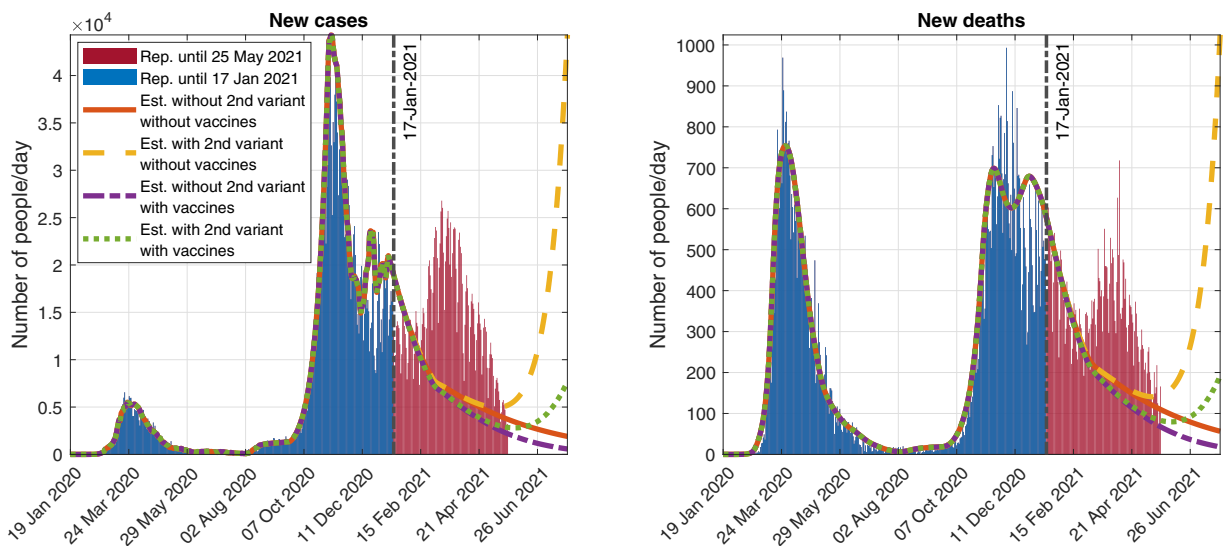 New cases
×10⁴
4
3.5
3
2.5
2
1.5
1
0.5
0
Number of people/day
Rep. until 25 May 2021
Rep. until 17 Jan 2021
Est. without 2nd variant
without vaccines
Est. with 2nd variant
without vaccines
Est. without 2nd variant
with vaccines
Est. with 2nd variant
with vaccines
17-Jan-2021
19 Jan 2020
24 Mar 2020
29 May 2020
02 Aug 2020
07 Oct 2020
11 Dec 2020
15 Feb 2021
21 Apr 2021
26 Jun 2021
New deaths
1000
900
800
700
600
500
400
300
200
100
0
Number of people/day
17-Jan-2021
19 Jan 2020
24 Mar 2020
29 May 2020
02 Aug 2020
07 Oct 2020
11 Dec 2020
15 Feb 2021
21 Apr 2021
26 Jun 2021